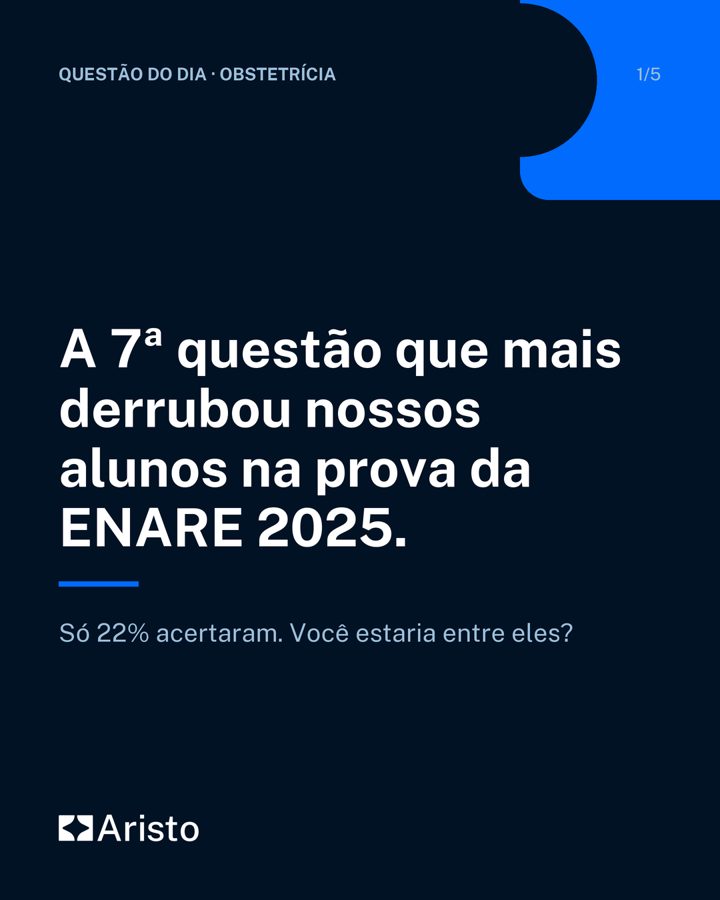 QUESTÃO DO DIA · OBSTETRÍCIA
1/5
A 7ª questão que mais
derrubou nossos
alunos na prova da
ENARE 2025.
Só 22% acertaram. Você estaria entre eles?
Aristo